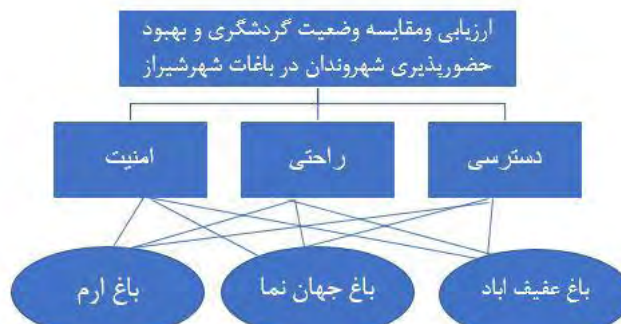 ارزیابی ومقایسه وضعیت گردشگری و بهبود
حضورپذیری شهروندان در باغات شهرشیراز
دسترسی
راحتی
امنیت
باغ عفیف اباد
باغ جهان نما
باغ ارم